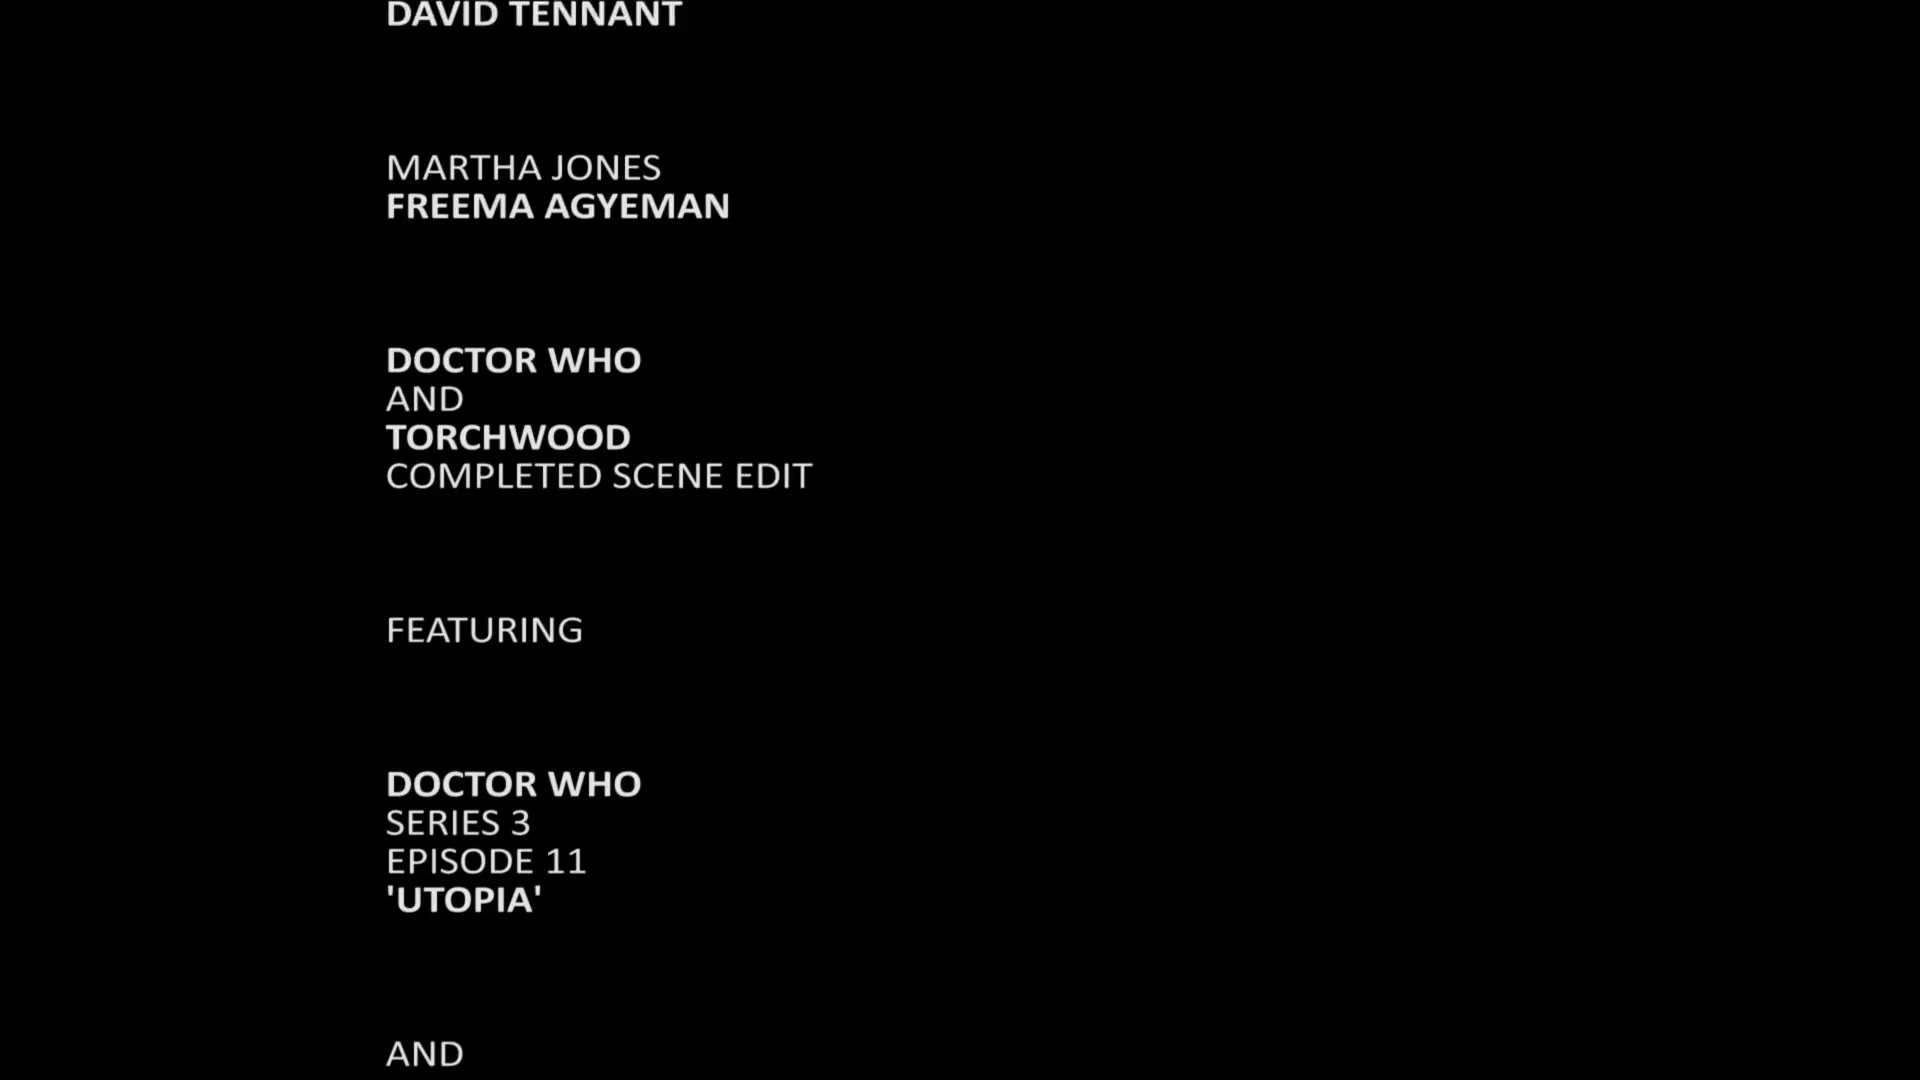 DAVID TENNANT
MARTHA JONES
FREEMA AGYEMAN
DOCTOR WHO
AND
TORCHWOOD
COMPLETED SCENE EDIT
FEATURING
DOCTOR WHO
SERIES 3
EPISODE 11
'UTOPIA'
AND